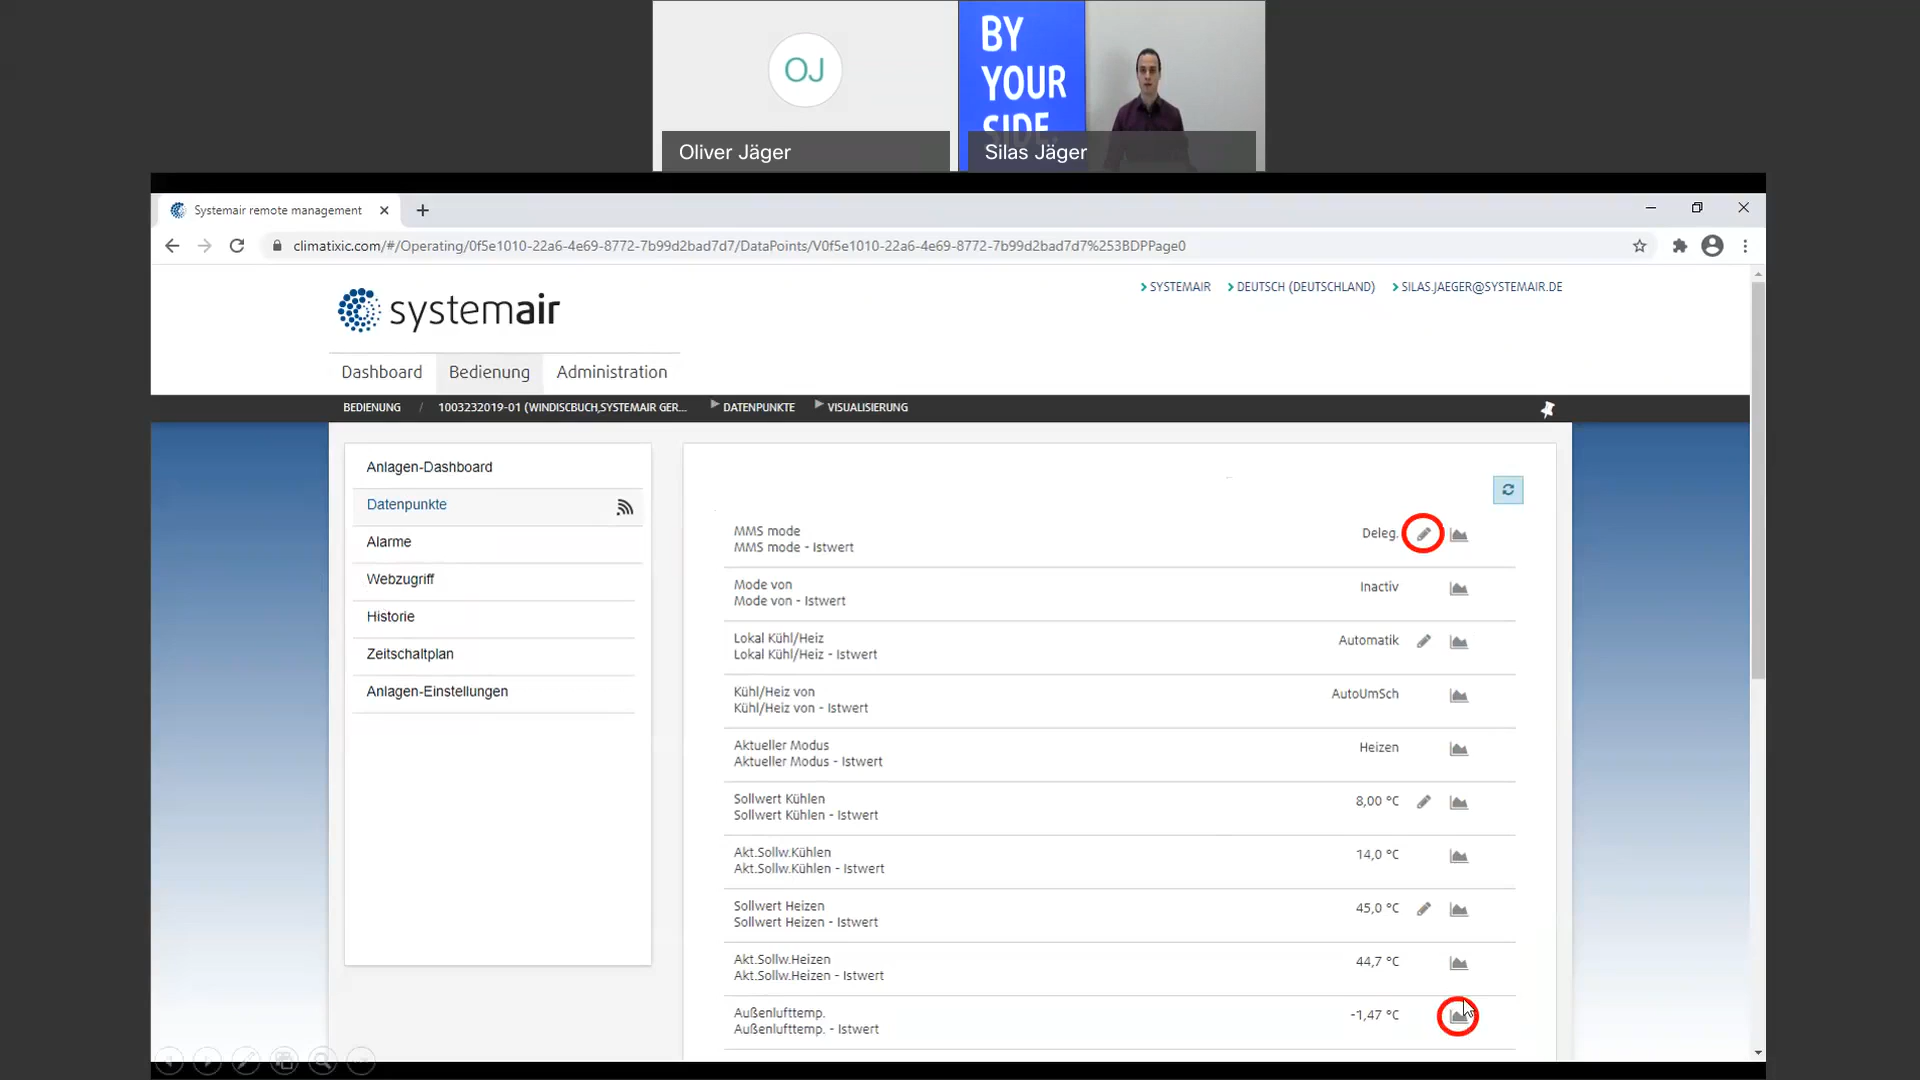 OJ
Oliver Jäger
BY
YOUR
SIDE.
Silas Jäger
Systemair remote management
climatixic.com/#/Operating/0f5e1010-22a6-4e69-8772-7b99d2bad7d7/DataPoints/V0f5e1010-22a6-4e69-8772-7b99d2bad7d7%253BDPPage0
systemair
SYSTEMAIR
DEUTSCH (DEUTSCHLAND)
SILAS.JAEGER@SYSTEMAIR.DE
Dashboard
Bedienung
Administration
BEDIENUNG / 1003232019-01 (WINDISCBUCH,SYSTEMAIR GER... DATENPUNKTE VISUALISIERUNG
Anlagen-Dashboard
Datenpunkte
Alarme
Webzugriff
Historie
Zeitschaltplan
Anlagen-Einstellungen
MMS mode
MMS mode - Istwert
Deleg.
Mode von
Mode von - Istwert
Inactiv
Lokal Kühl/Heiz
Lokal Kühl/Heiz - Istwert
Automatik
Kühl/Heiz von
Kühl/Heiz von - Istwert
AutoUmSch
Aktueller Modus
Aktueller Modus - Istwert
Heizen
Sollwert Kühlen
Sollwert Kühlen - Istwert
8,00 °C
Akt.Sollw.Kühlen
Akt.Sollw.Kühlen - Istwert
14,0 °C
Sollwert Heizen
Sollwert Heizen - Istwert
45,0 °C
Akt.Sollw.Heizen
Akt.Sollw.Heizen - Istwert
44,7 °C
Außenlufttemp.
Außenlufttemp. - Istwert
-1,47 °C